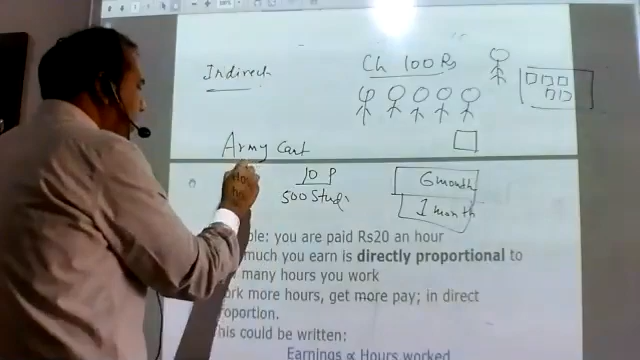 Indirect
Ch 100 Rs
Army Cant
10 P
500 Stud
6 month
1 month
ple: you are paid Rs20 an hour
much you earn is directly proportional to
many hours you work
ork more hours, get more pay; in direct
roportion.
his could be written:
Earnings ∝ Hours worked